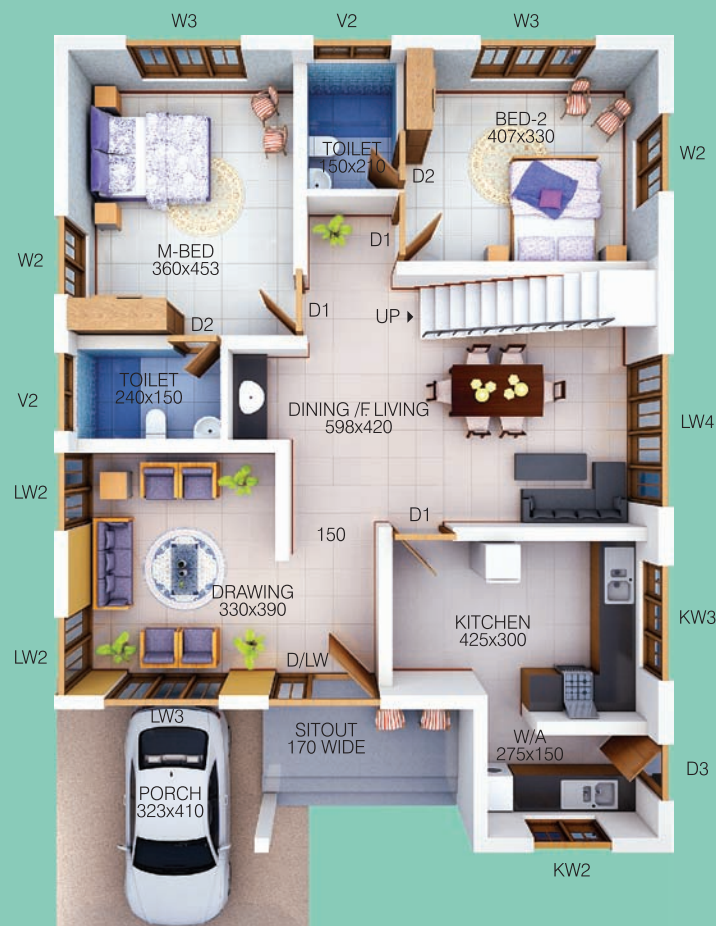 W3
V2
W3
BED-2
407x330
TOILET
150x210
W2
D2
D1
M-BED
360x453
W2
D1
UP
D2
TOILET
240x150
V2
DINING /F. LIVING
598x420
LW4
LW2
D1
150
DRAWING
330x390
KITCHEN
425x300
KW3
LW2
D/LW
LW3
SITOUT
170 WIDE
W/A
275x150
D3
PORCH
323x410
KW2